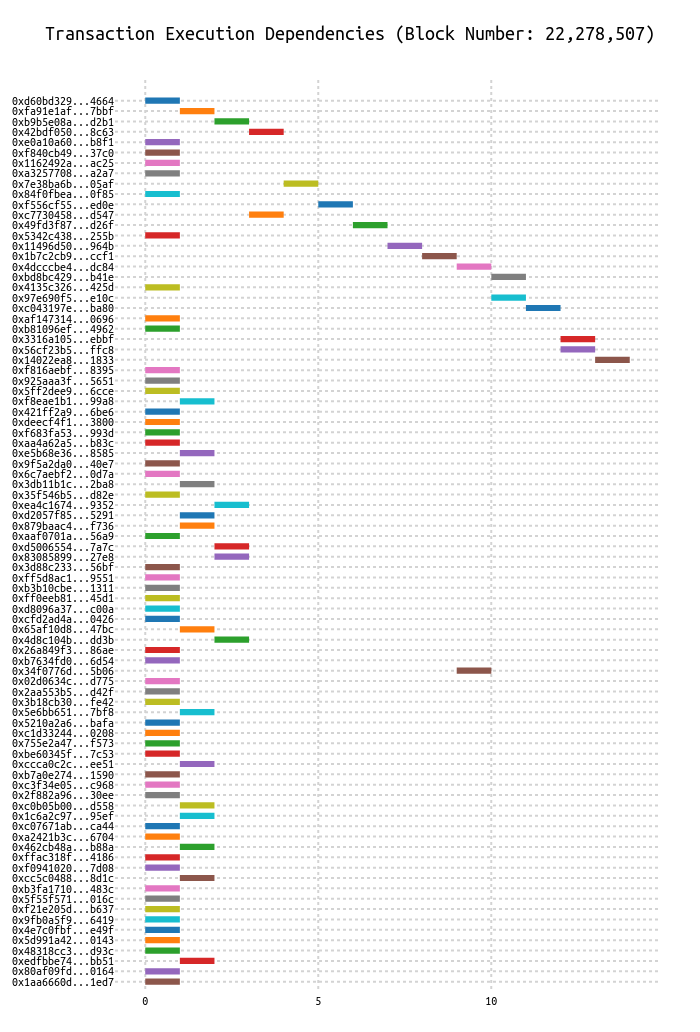 Transaction Execution Dependencies (Block Number: 22,278,507)
0xd60bd329...4664
0xfa91e1af...7bbf
0xb9b5e08a...d2b1
0x42bdf050...8c63
0xe0a10a60...b8f1
0xf840cb49...37c0
0x1162492a...ac25
0xa3257708...a2a7
0x7e38ba6b...05af
0x84f0fbea...0f85
0xf556cf55...ed0e
0xc7730458...d547
0x49fd3f87...d26f
0x5342c438...255b
0x11496d50...964b
0x1b7c2cb9...ccf1
0x4dcccbe4...dc84
0xbd8bc429...b41e
0x4135c326...425d
0x97e690f5...e10c
0xc043197e...ba80
0xaf147314...0696
0xb81096ef...4962
0x3316a105...ebbf
0x56cf23b5...ffc8
0x14022ea8...1833
0xf816aebf...8395
0x925aaa3f...5651
0x5ff2dee9...6cce
0xf8eae1b1...99a8
0x421ff2a9...6be6
0xdeecf4f1...3800
0xf683fa53...993d
0xaa4a62a5...b83c
0xe5b68e36...8585
0x9f5a2da0...40e7
0x6c7aebf2...0d7a
0x3db11b1c...2ba8
0x35f546b5...d82e
0xea4c1674...9352
0xd2057f85...5291
0x879baac4...f736
0xaaf0701a...56a9
0xd5006554...7a7c
0x83085899...27e8
0x3d88c233...56bf
0xff5d8ac1...9551
0xb3b10cbe...1311
0xff0eeb81...45d1
0xd8096a37...c00a
0xcfd2ad4a...0426
0x65af10d8...47bc
0x4d8c104b...dd3b
0x26a849f3...86ae
0xb7634fd0...6d54
0x34f0776d...5b06
0x02d0634c...d775
0x2aa553b5...d42f
0x3b18cb30...fe42
0x5e6bb651...7bf8
0x5210a2a6...bafa
0xc1d33244...0208
0x755e2a47...f573
0xbe60345f...7c53
0xccca0c2c...ee51
0xb7a0e274...1590
0xc3f34e05...c968
0x2f882a96...30ee
0xc0b05b00...d558
0x1c6a2c97...95ef
0xc07671ab...ca44
0xa2421b3c...6704
0x462cb48a...b88a
0xffac318f...4186
0xf0941020...7d08
0xcc5c0488...8d1c
0xb3fa1710...483c
0x5f55f571...016c
0xf21e205d...b637
0x9fb0a5f9...6419
0x4e7c0fbf...e49f
0x5d991a42...0143
0x48318cc3...d93c
0xedfbbe74...bb51
0x80af09fd...0164
0x1aa6660d...1ed7
0 5 10